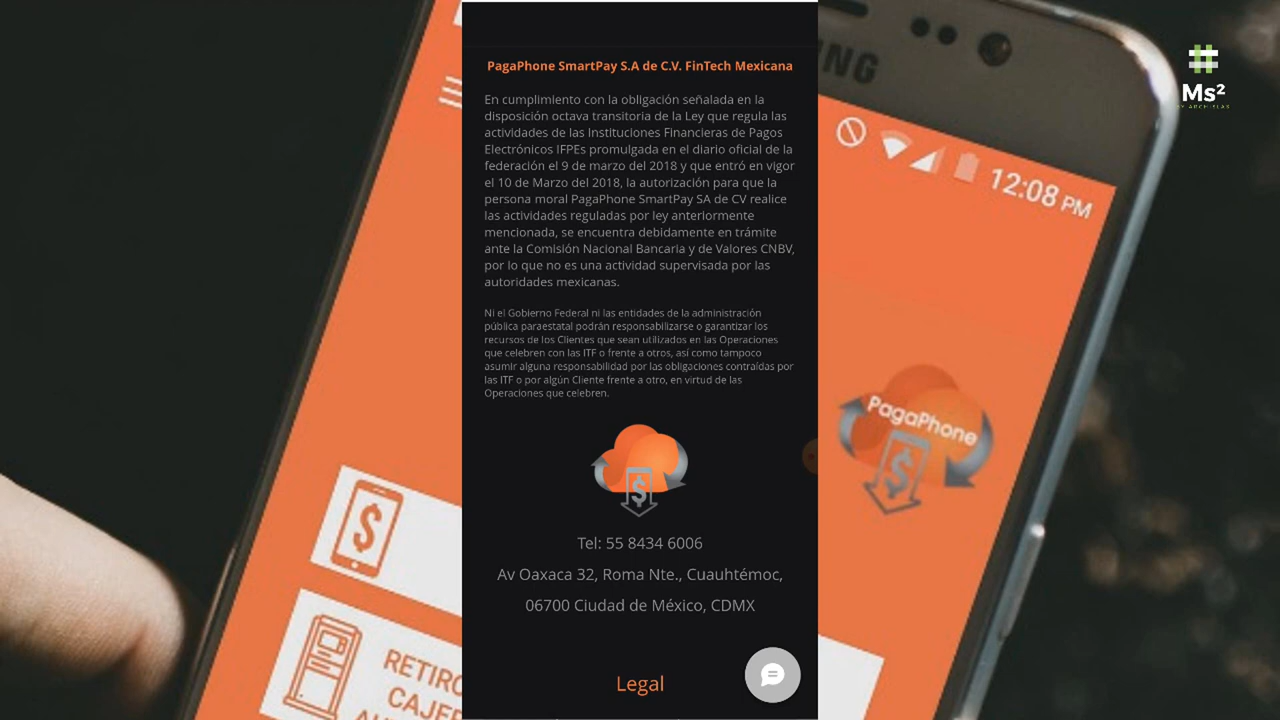 PagaPhone SmartPay S.A de C.V. FinTech Mexicana
En cumplimiento con la obligación señalada en la
disposición octava transitoria de la Ley que regula las
actividades de las Instituciones Financieras de Pagos
Electrónicos IFPEs promulgada en el diario oficial de la
federación el 9 de marzo del 2018 y que entró en vigor
el 10 de Marzo del 2018, la autorización para que la
persona moral PagaPhone SmartPay SA de CV realice
las actividades reguladas por ley anteriormente
mencionada, se encuentra debidamente en trámite
ante la Comisión Nacional Bancaria y de Valores CNBV,
por lo que no es una actividad supervisada por las
autoridades mexicanas.
Ni el Gobierno Federal ni las entidades de la administración
pública paraestatal podrán responsabilizarse o garantizar los
recursos de los Clientes que sean utilizados en las Operaciones
que celebren con las ITF o frente a otros, así como tampoco
asumir alguna responsabilidad por las obligaciones contraídas por
las ITF o por algún Cliente frente a otro, en virtud de las
Operaciones que celebren.
$
Tel: 55 8434 6006
Av Oaxaca 32, Roma Nte., Cuauhtémoc,
06700 Ciudad de México, CDMX
Legal
12:08 PM
PagaPhone
$
$
RETIRO
CAJER
#
Ms²